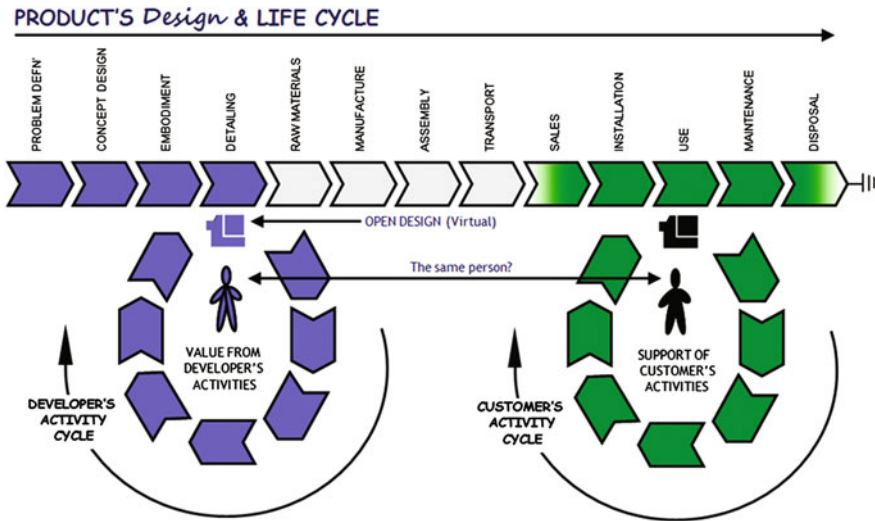 PRODUCT'S Design & LIFE CYCLE
PROBLEM DEFN'
CONCEPT DESIGN
EMBODIMENT
DETAILING
RAW MATERIALS
MANUFACTURE
ASSEMBLY
TRANSPORT
SALES
INSTALLATION
USE
MAINTENANCE
DISPOSAL
OPEN DESIGN (Virtual)
The same person?
VALUE FROM
DEVELOPER'S
ACTIVITIES
DEVELOPER'S
ACTIVITY
CYCLE
SUPPORT OF
CUSTOMER'S
ACTIVITIES
CUSTOMER'S
ACTIVITY
CYCLE